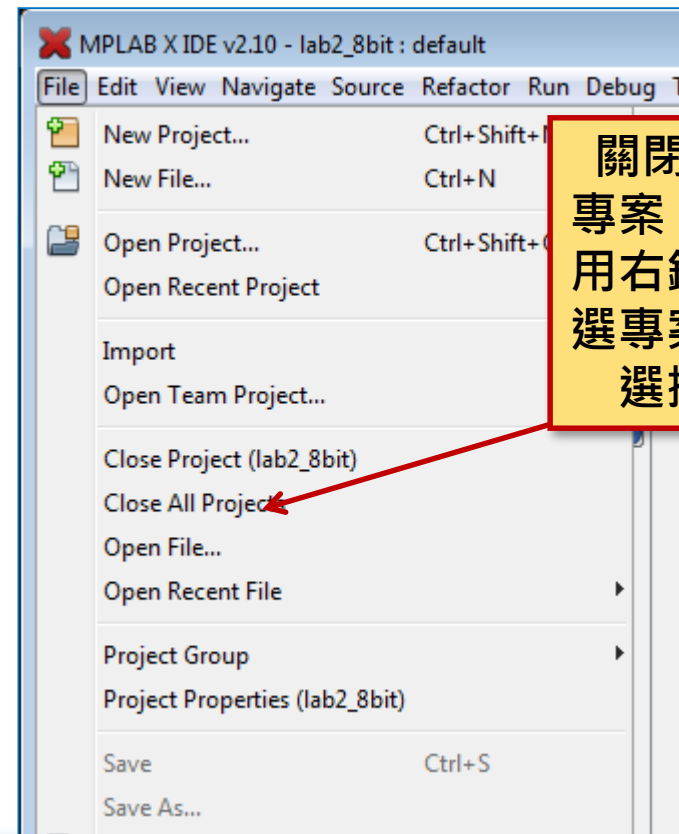 MPLAB X IDE v2.10 - lab2_8bit : default
File Edit View Navigate Source Refactor Run Debug
New Project... Ctrl+Shift+
New File... Ctrl+N
Open Project... Ctrl+Shift+
Open Recent Project
Import
Open Team Project...
Close Project (lab2_8bit)
Close All Projects
Open File...
Open Recent File
Project Group
Project Properties (lab2_8bit)
Save Ctrl+S
Save As...
關閉
專案
用右
選專
選